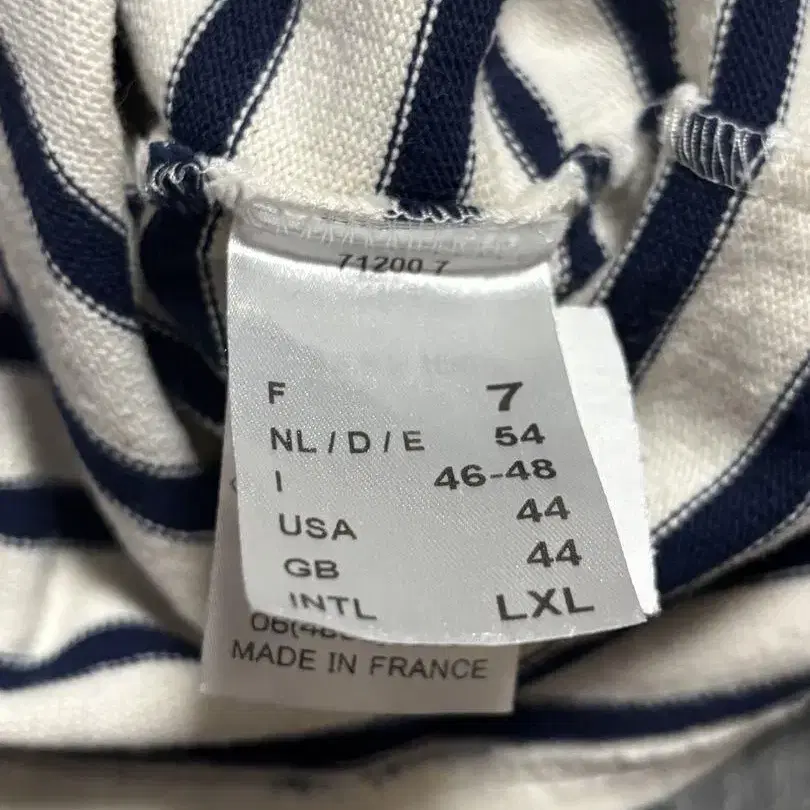 71200 7
F 7
NL / D / E 54
I 46-48
USA 44
GB 44
INTL LXL
MADE IN FRANCE